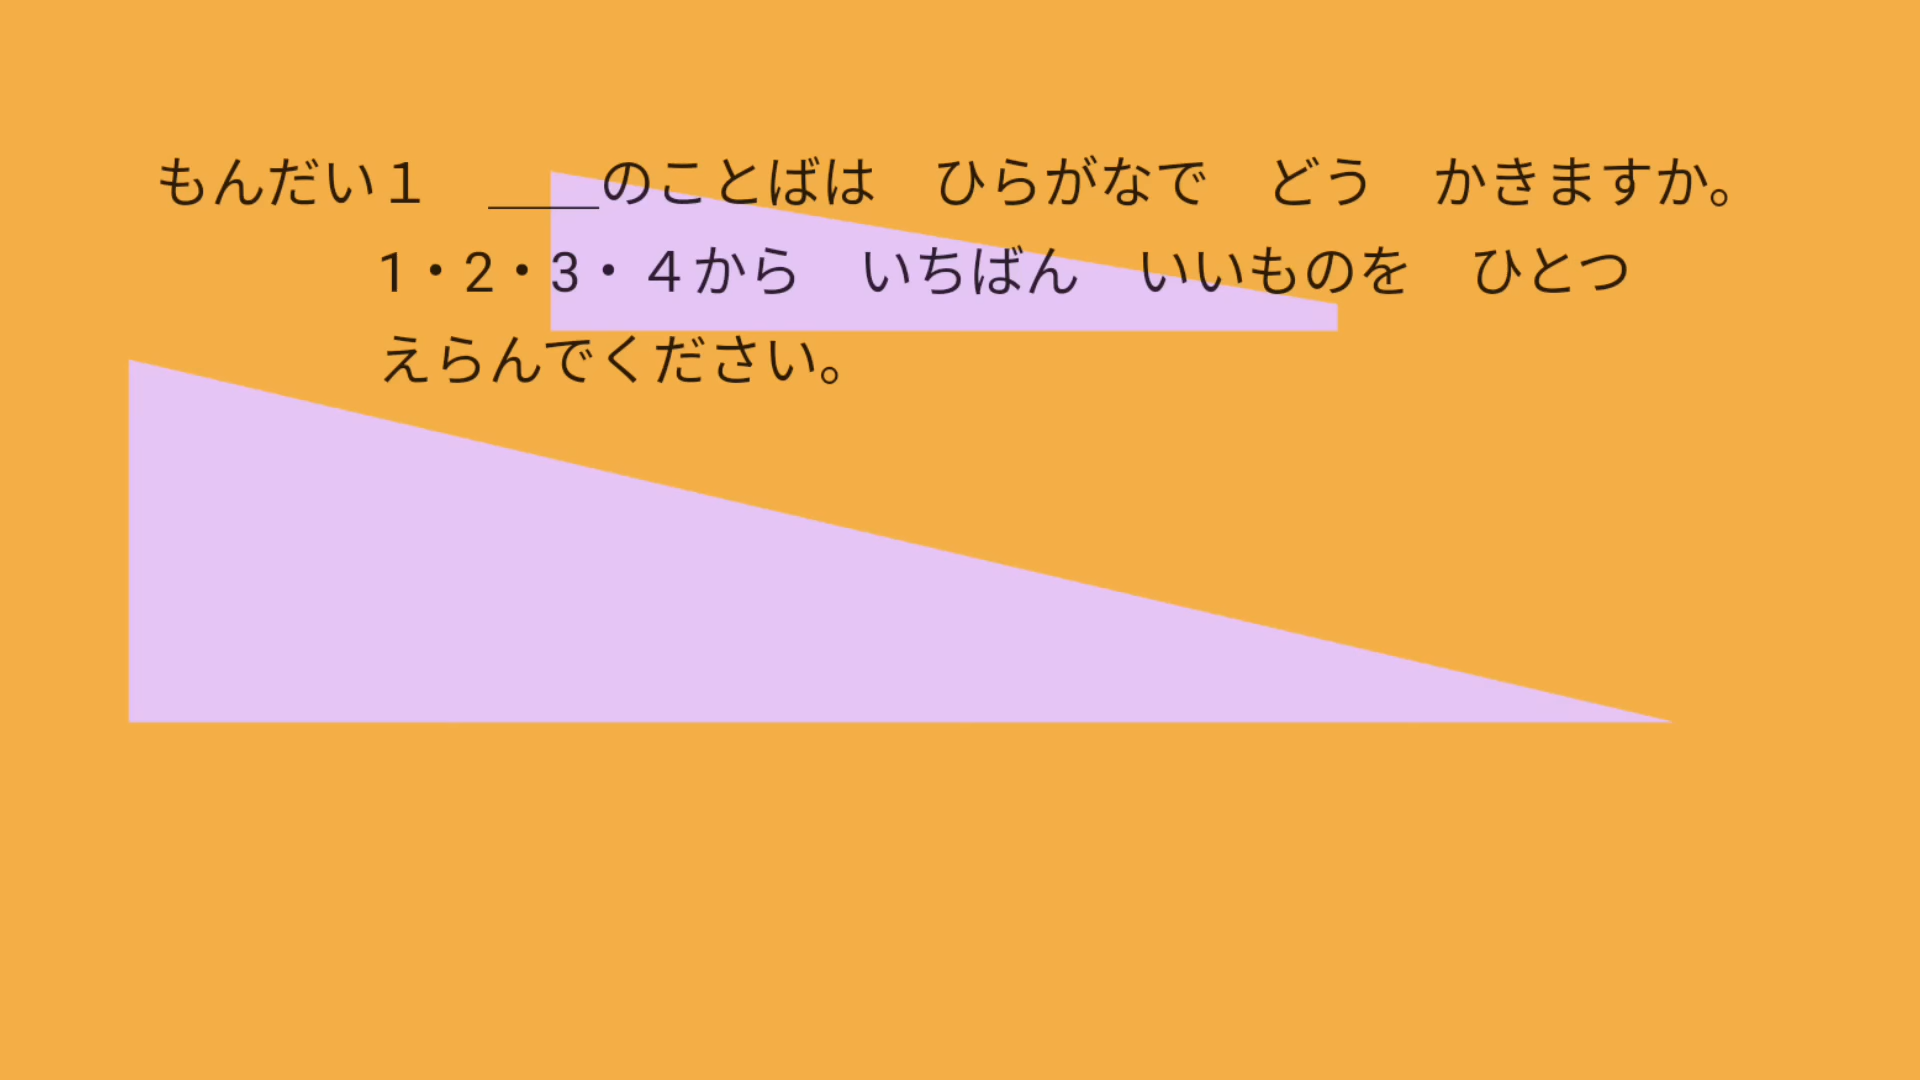 もんだい１　____のことばは　ひらがなで　どう　かきますか。
1・2・3・４から　いちばん　いいものを　ひとつ
えらんでください。